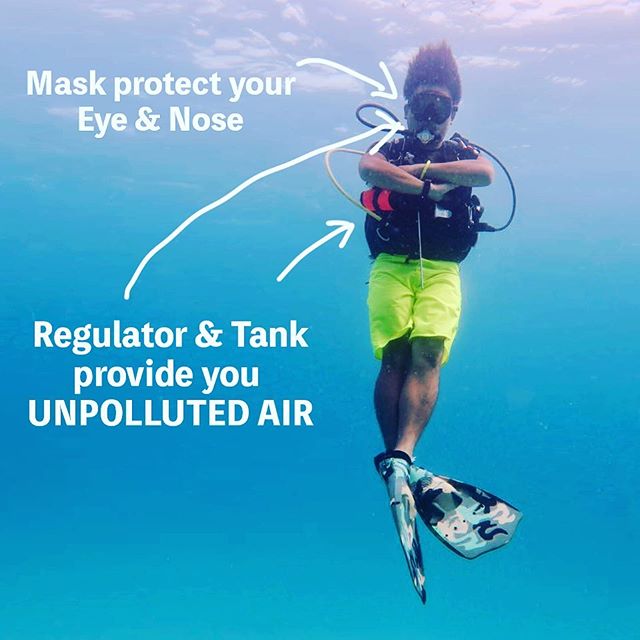 Mask protect your
Eye & Nose
Regulator & Tank
provide you
UNPOLLUTED AIR